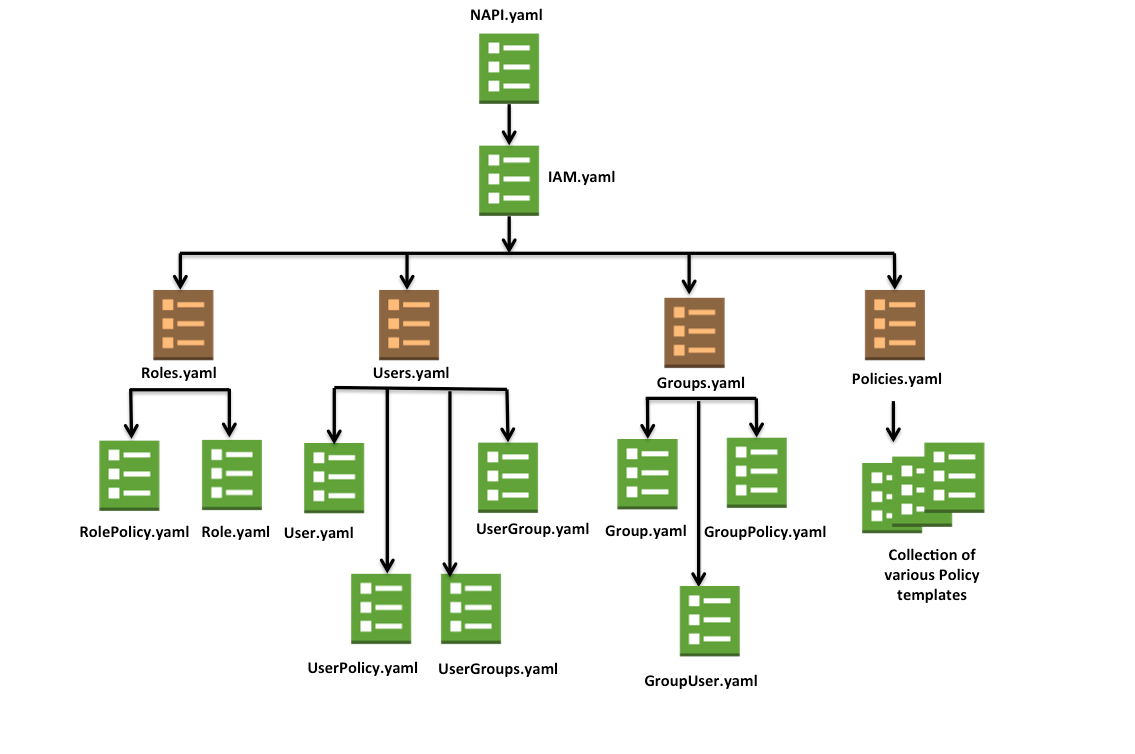 NAPI.yaml
IAM.yaml
Roles.yaml
Users.yaml
Groups.yaml
Policies.yaml
RolePolicy.yaml
Role.yaml
User.yaml
UserGroup.yaml
Group.yaml
GroupPolicy.yaml
Collection of
various Policy
templates
UserPolicy.yaml
UserGroups.yaml
GroupUser.yaml